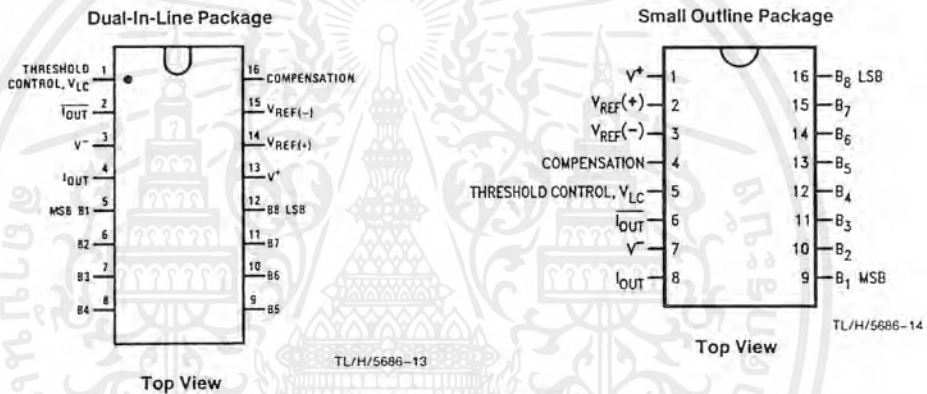 Dual-In-Line Package
THRESHOLD
CONTROL, VLC
1
IOUT
2
V−
3
IOUT
4
MSB B1
5
B2
6
B3
7
B4
8
16
COMPENSATION
15
VREF(−)
14
VREF(+)
13
V+
12
B8 LSB
11
B7
10
B6
9
B5
TL/H/5686–13
Top View
Small Outline Package
V+
1
VREF(+)
2
VREF(−)
3
COMPENSATION
4
THRESHOLD CONTROL, VLC
5
IOUT
6
V−
7
IOUT
8
16
B8 LSB
15
B7
14
B6
13
B5
12
B4
11
B3
10
B2
9
B1 MSB
TL/H/5686–14
Top View